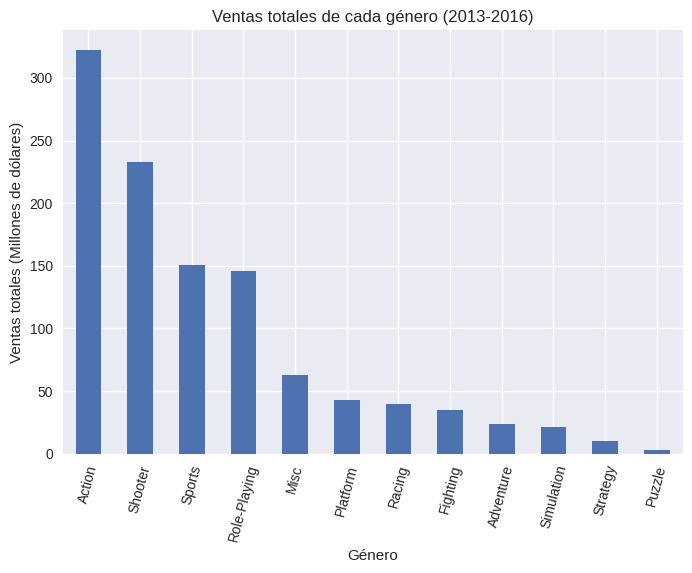 Ventas totales de cada género (2013-2016)
Ventas totales (Millones de dólares)
300
250
200
150
100
50
0
Action
Shooter
Sports
Role-Playing
Misc
Platform
Racing
Fighting
Adventure
Simulation
Strategy
Puzzle
Género